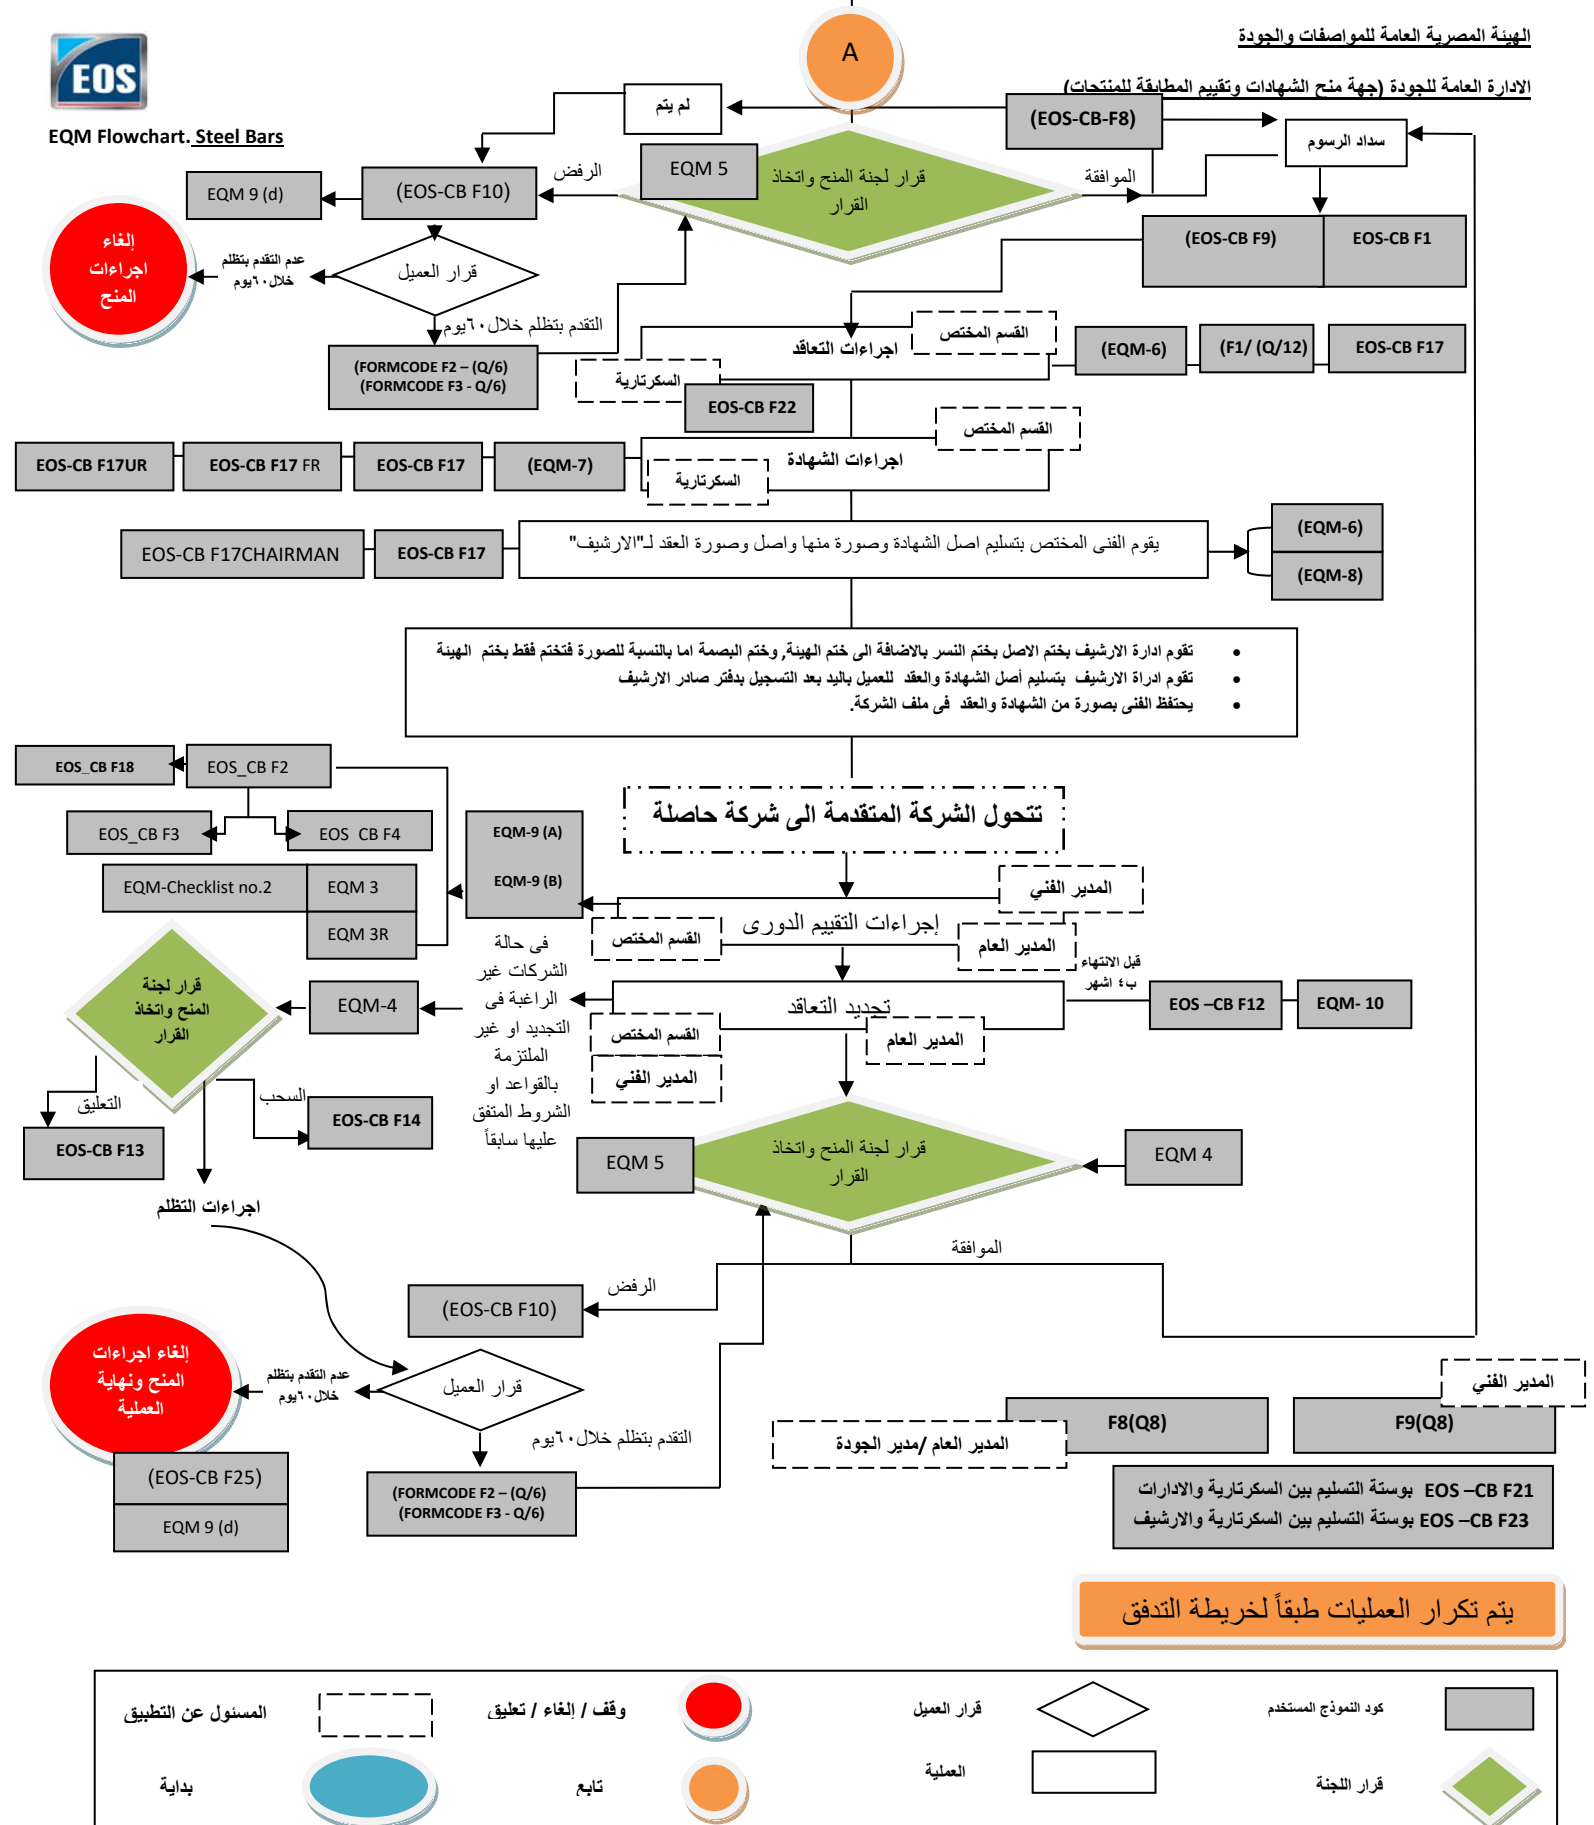 الهيئة المصرية العامة للمواصفات والجودة
EOS
A
الادارة العامة للجودة (جهة منح الشهادات وتقييم المطابقة للمنتجات)
لم يتم
(EOS-CB-F8)
EQM Flowchart. Steel Bars
سداد الرسوم
EQM 5
الرفض
قرار لجنة المنح واتخاذ
القرار
الموافقة
EQM 9 (d)
(EOS-CB F10)
إلغاء
اجراءات
المنح
عدم التقدم بتظلم
خلال٦٠يوم
قرار العميل
(EOS-CB F9)
EOS-CB F1
التقدم بتظلم خلال٦٠يوم
القسم المختص
اجراءات التعاقد
(EQM-6)
(F1/ (Q/12)
EOS-CB F17
(FORMCODE F2 – (Q/6)
(FORMCODE F3 - Q/6)
السكرتارية
EOS-CB F22
القسم المختص
اجراءات الشهادة
EOS-CB F17UR
EOS-CB F17 FR
EOS-CB F17
(EQM-7)
السكرتارية
EOS-CB F17CHAIRMAN
EOS-CB F17
يقوم الفنى المختص بتسليم اصل الشهادة وصورة منها واصل وصورة العقد لـ"الارشيف"
(EQM-6)
(EQM-8)
• تقوم ادارة الارشيف بختم الاصل بختم النسر بالاضافة الى ختم الهيئة, وختم البصمة اما بالنسبة للصورة فتختم فقط بختم الهيئة
• تقوم ادراة الارشيف بتسليم أصل الشهادة والعقد للعميل باليد بعد التسجيل بدفتر صادر الارشيف
• يحتفظ الفنى بصورة من الشهادة والعقد فى ملف الشركة.
EOS_CB F18
EOS_CB F2
EOS_CB F3
EOS_CB F4
تتحول الشركة المتقدمة الى شركة حاصلة
EQM-9 (A)
EQM-9 (B)
EQM-Checklist no.2
EQM 3
EQM 3R
المدير الفني
إجراءات التقييم الدورى
القسم المختص
المدير العام
قبل الانتهاء
ب٤ اشهر
فى حالة
الشركات غير
الراغبة فى
التجديد او غير
الملتزمة
بالقواعد او
الشروط المتفق
عليها سابقاً
قرار لجنة
المنح واتخاذ
القرار
EQM-4
تجديد التعاقد
EOS –CB F12
EQM- 10
القسم المختص
المدير العام
المدير الفني
التعليق
السحب
EOS-CB F13
EOS-CB F14
EQM 5
قرار لجنة المنح واتخاذ
القرار
EQM 4
اجراءات التظلم
الموافقة
الرفض
(EOS-CB F10)
إلغاء اجراءات
المنح ونهاية
العملية
عدم التقدم بتظلم
خلال٦٠يوم
قرار العميل
المدير الفني
F8(Q8)
F9(Q8)
المدير العام /مدير الجودة
التقدم بتظلم خلال٦٠يوم
(EOS-CB F25)
EQM 9 (d)
(FORMCODE F2 – (Q/6)
(FORMCODE F3 - Q/6)
EOS –CB F21 بوستة التسليم بين السكرتارية والادارات
EOS –CB F23 بوستة التسليم بين السكرتارية والارشيف
يتم تكرار العمليات طبقاً لخريطة التدفق
كود النموذج المستخدم
قرار العميل
وقف / إلغاء / تعليق
المسئول عن التطبيق
قرار اللجنة
العملية
تابع
بداية